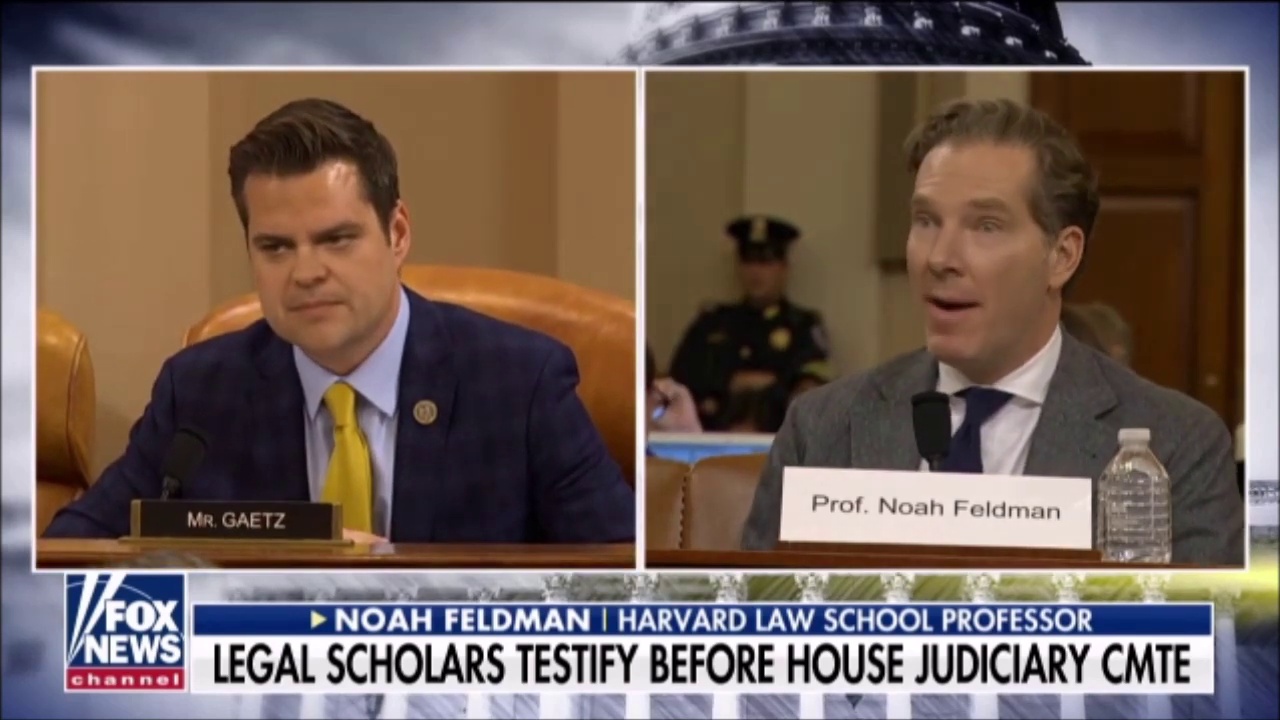 MR. GAETZ
Prof. Noah Feldman
FOX
NEWS
channel
NOAH FELDMAN | HARVARD LAW SCHOOL PROFESSOR
LEGAL SCHOLARS TESTIFY BEFORE HOUSE JUDICIARY CMTE